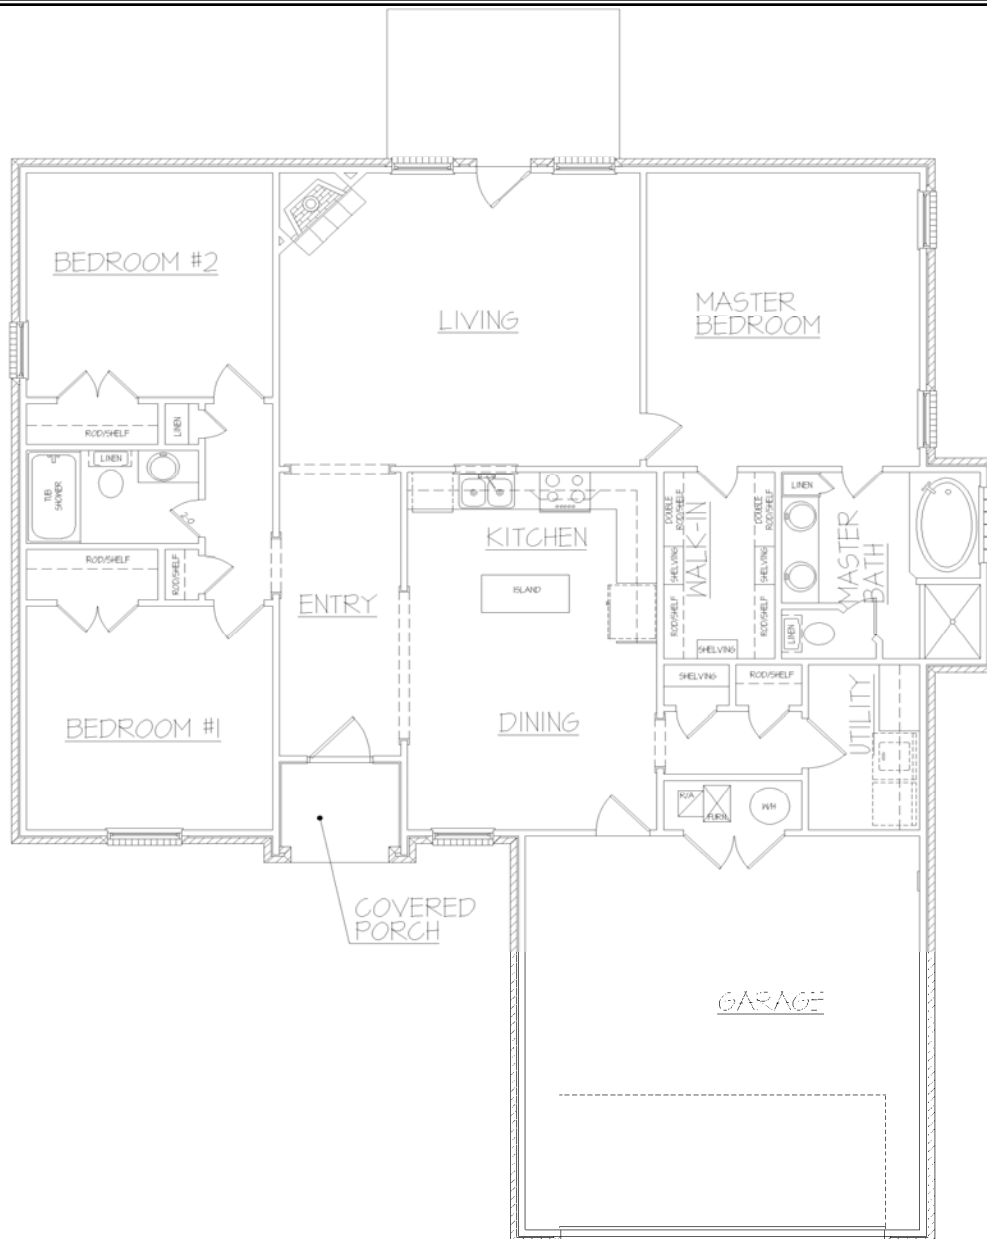 BEDROOM #2
LIVING
MASTER
BEDROOM
ROD/SHELF
LINEN
LINEN
TUB
SHOWER
2-0
ROD/SHELF
ROD/SHELF
KITCHEN
ISLAND
ENTRY
DOUBLE
ROD/SHELF
DOUBLE
ROD/SHELF
WALK-IN
SHELVING
SHELVING
ROD/SHELF
ROD/SHELF
SHELVING
LINEN
MASTER
BATH
LINEN
BEDROOM #1
DINING
SHELVING
ROD/SHELF
UTILITY
R/A
FURN
W/H
COVERED
PORCH
GARAGE